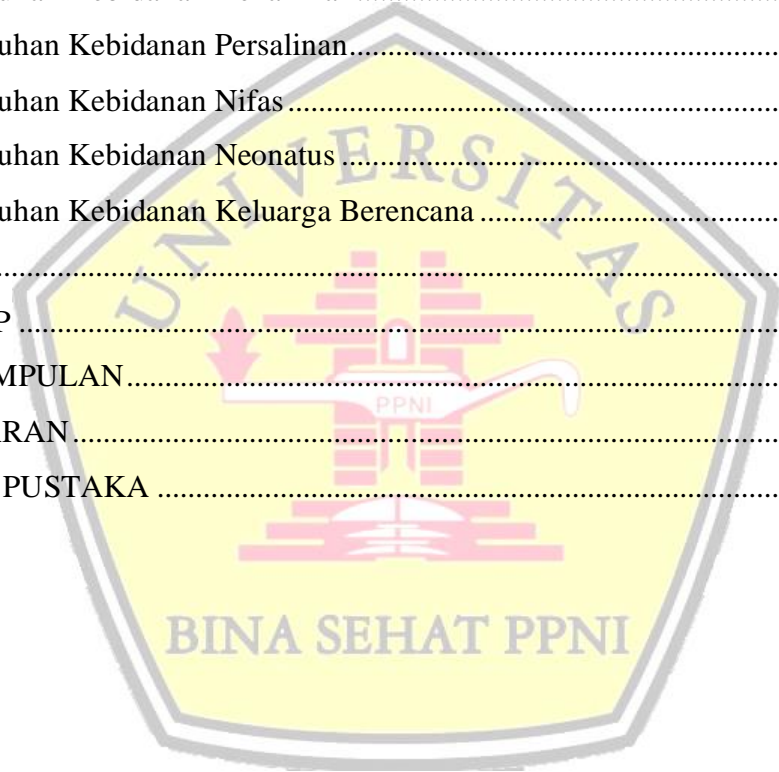 uhan Kebidanan Persalinan
uhan Kebidanan Nifas
uhan Kebidanan Neonatus
uhan Kebidanan Keluarga Berencana
P
MPULAN
RAN
PUSTAKA
UNIVERSITAS
PPNI
BINA SEHAT PPNI